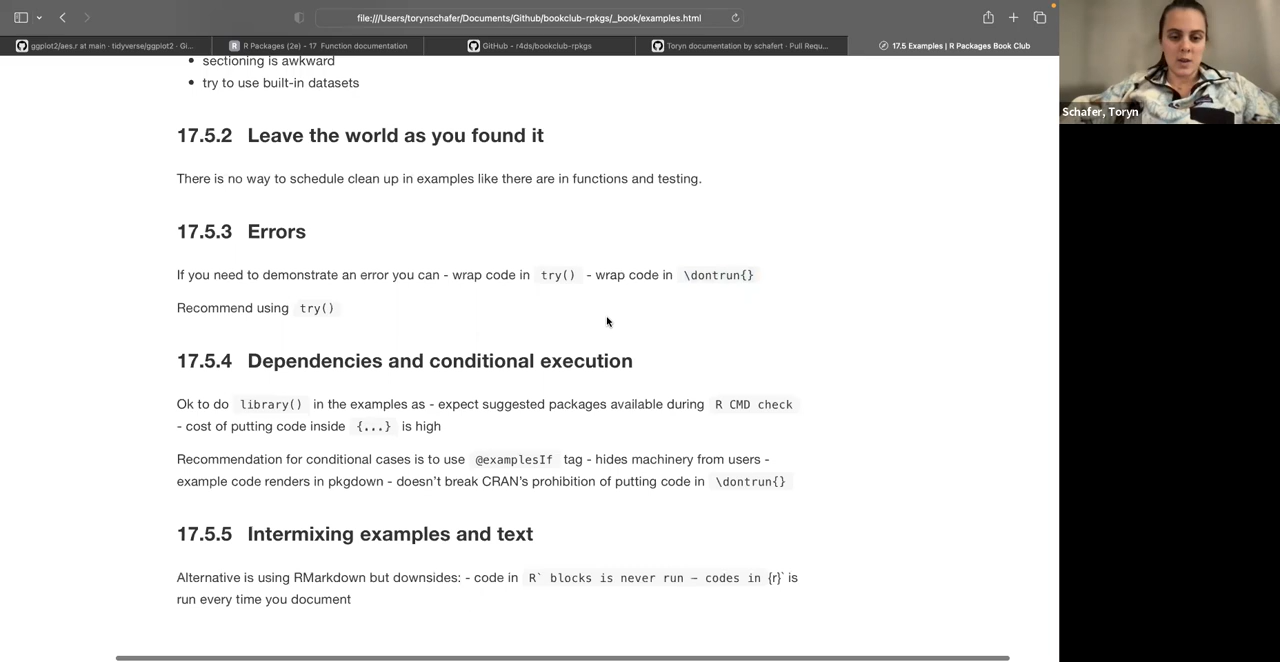 file:///Users/torynschafer/Documents/Github/bookclub-rpkgs/_book/examples.html
ggplot2/aes.r at main · tidyverse/ggplot2 · Gi...
R Packages (2e) - 17 Function documentation
GitHub - r4ds/bookclub-rpkgs
Toryn documentation by schafert · Pull Requ...
17.5 Examples | R Packages Book Club
• sectioning is awkward
• try to use built-in datasets
17.5.2 Leave the world as you found it
There is no way to schedule clean up in examples like there are in functions and testing.
17.5.3 Errors
If you need to demonstrate an error you can - wrap code in try() - wrap code in \dontrun{}
Recommend using try()
17.5.4 Dependencies and conditional execution
Ok to do library() in the examples as - expect suggested packages available during R CMD check
- cost of putting code inside {...} is high
Recommendation for conditional cases is to use @examplesIf tag - hides machinery from users -
example code renders in pkgdown - doesn't break CRAN's prohibition of putting code in \dontrun{}
17.5.5 Intermixing examples and text
Alternative is using RMarkdown but downsides: - code in R` blocks is never run – codes in {r}` is
run every time you document
Schafer, Toryn